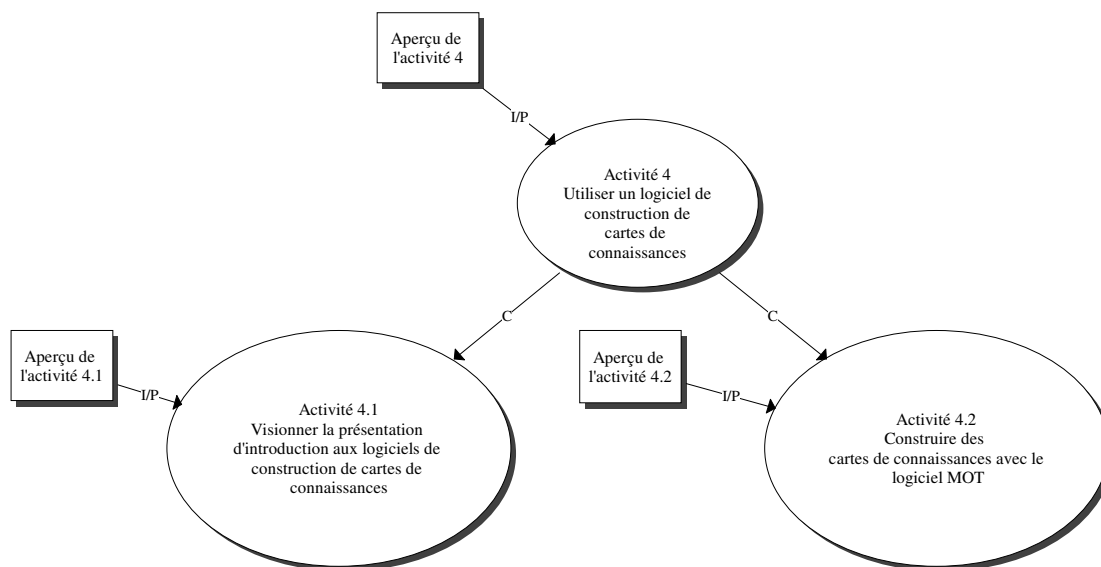 Aperçu de
l'activité 4
I/P
Activité 4
Utiliser un logiciel de
construction de
cartes de
connaissances
C
C
Aperçu de
l'activité 4.1
I/P
Activité 4.1
Visionner la présentation
d'introduction aux logiciels de
construction de cartes de
connaissances
Aperçu de
l'activité 4.2
I/P
Activité 4.2
Construire des
cartes de connaissances avec le
logiciel MOT